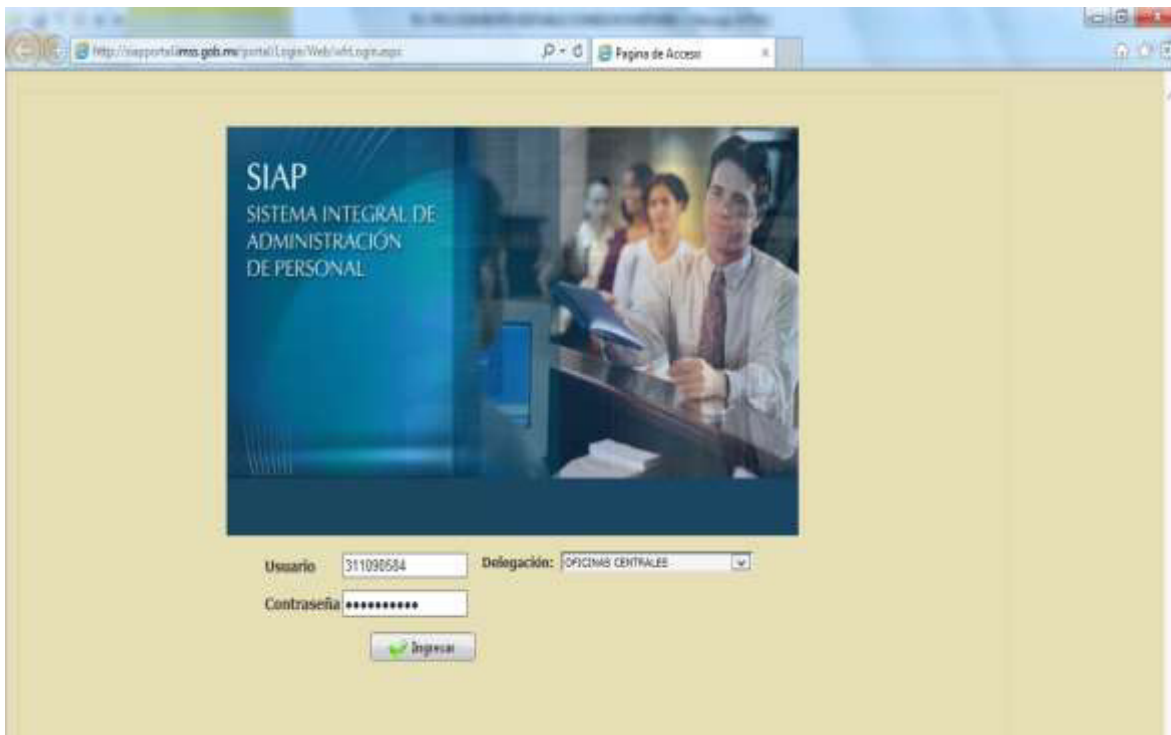 http://siapportal.imss.gob.mx/portal/Login/Web/wfrLogin.aspx
Pagina de Acceso
SIAP
SISTEMA INTEGRAL DE
ADMINISTRACIÓN
DE PERSONAL
Usuario 311090584 Delegación: OFICINAS CENTRALES
Contraseña ••••••••••
Ingresar